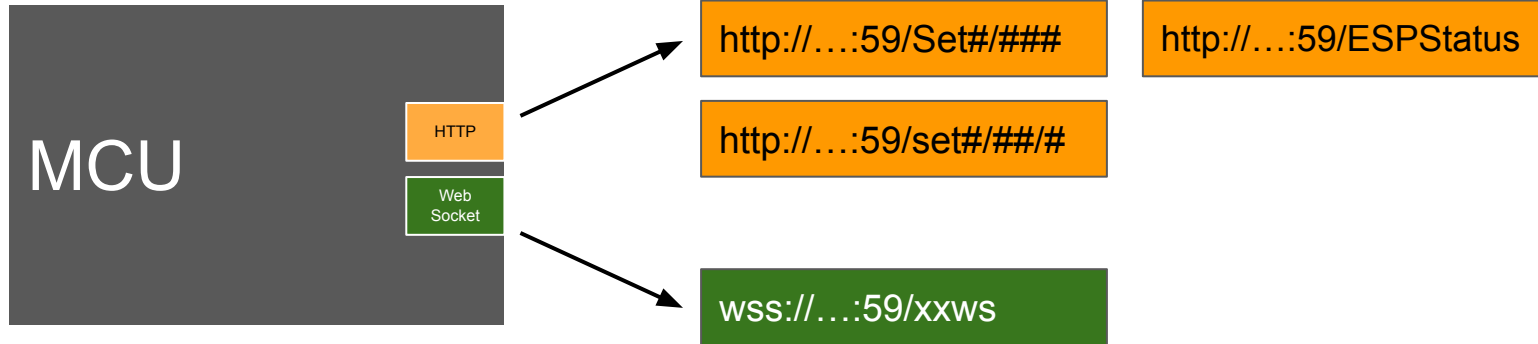 MCU
HTTP
Web
Socket
http://…:59/Set#/###
http://…:59/ESPStatus
http://…:59/set#/##/#
wss://…:59/xxws